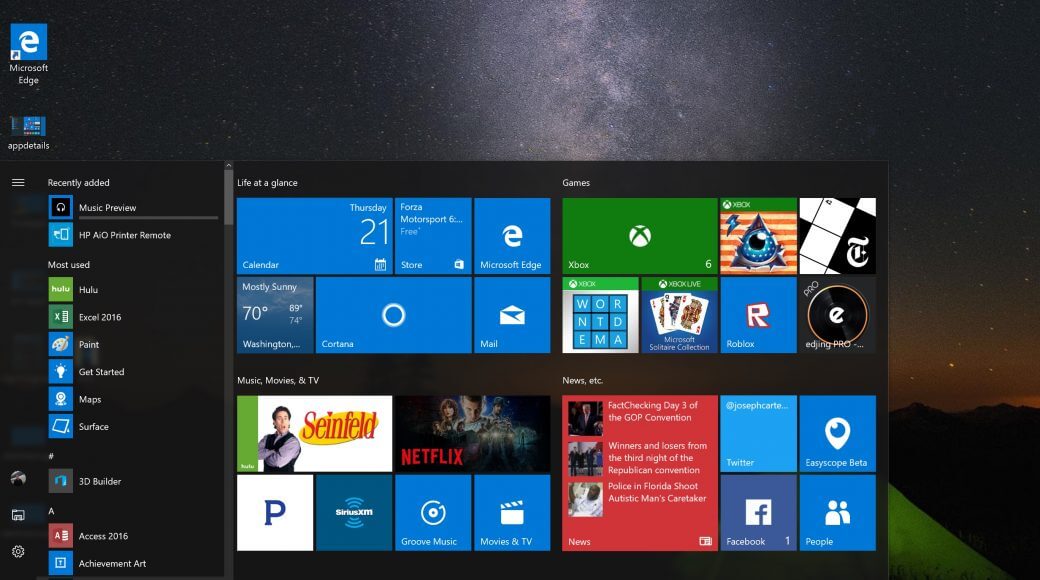 Microsoft
Edge
appdetails
Recently added
Music Preview
HP AiO Printer Remote
Most used
hulu
Hulu
Excel 2016
Paint
Get Started
Maps
Surface
#
3D Builder
A
Access 2016
Achievement Art
Life at a glance
Thursday
21
Calendar
Forza
Motorsport 6:...
Free*
Store
Microsoft Edge
Mostly Sunny
70°
89°
74°
Washington,...
Cortana
Mail
Music, Movies, & TV
hulu
Seinfeld
NETFLIX
P
SiriusXM
Groove Music
Movies & TV
Games
Xbox
6
XBOX
T
XBOX
WOR
NTD
EMA
XBOX LIVE
Microsoft
Solitaire Collection
Roblox
PRO
edjing PRO -...
News, etc.
FactChecking Day 3 of
the GOP Convention
Winners and losers from
the third night of the
Republican convention
Police in Florida Shoot
Autistic Man's Caretaker
News
@josephcarte...
Twitter
Easyscope Beta
Facebook
1
People